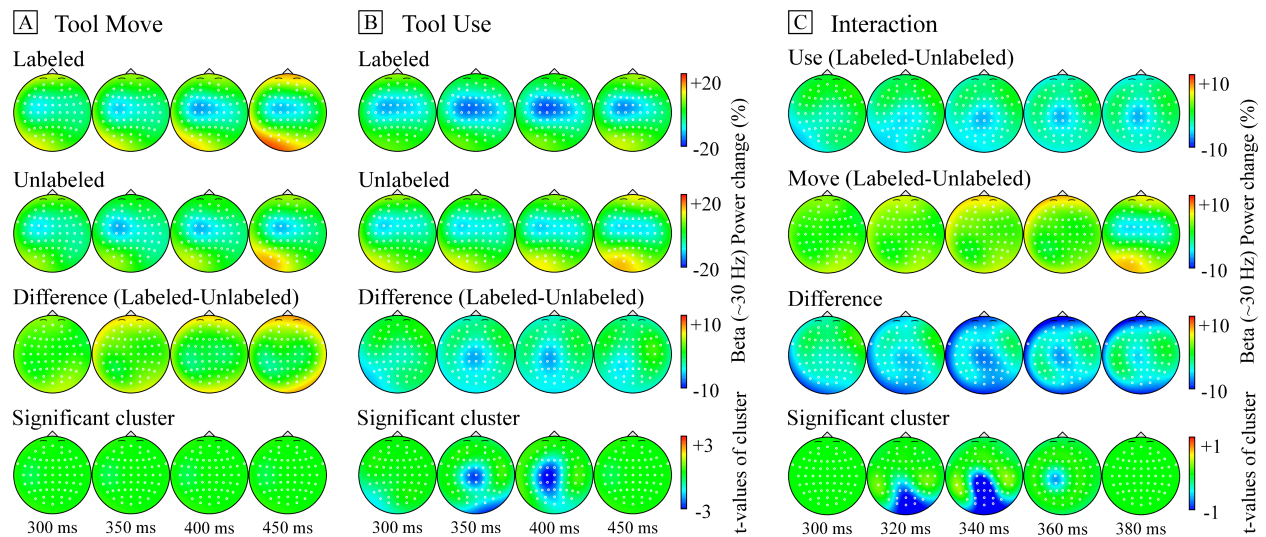 A Tool Move
Labeled
Unlabeled
Difference (Labeled-Unlabeled)
Significant cluster
300 ms 350 ms 400 ms 450 ms
B Tool Use
Labeled
+20
-20
Unlabeled
+20
-20
Difference (Labeled-Unlabeled)
+10
-10
Significant cluster
+3
-3
300 ms 350 ms 400 ms 450 ms
Beta (~30 Hz) Power change (%)
t-values of cluster
C Interaction
Use (Labeled-Unlabeled)
+10
-10
Move (Labeled-Unlabeled)
+10
-10
Difference
+10
-10
Significant cluster
+1
-1
300 ms 320 ms 340 ms 360 ms 380 ms
Beta (~30 Hz) Power change (%)
t-values of cluster